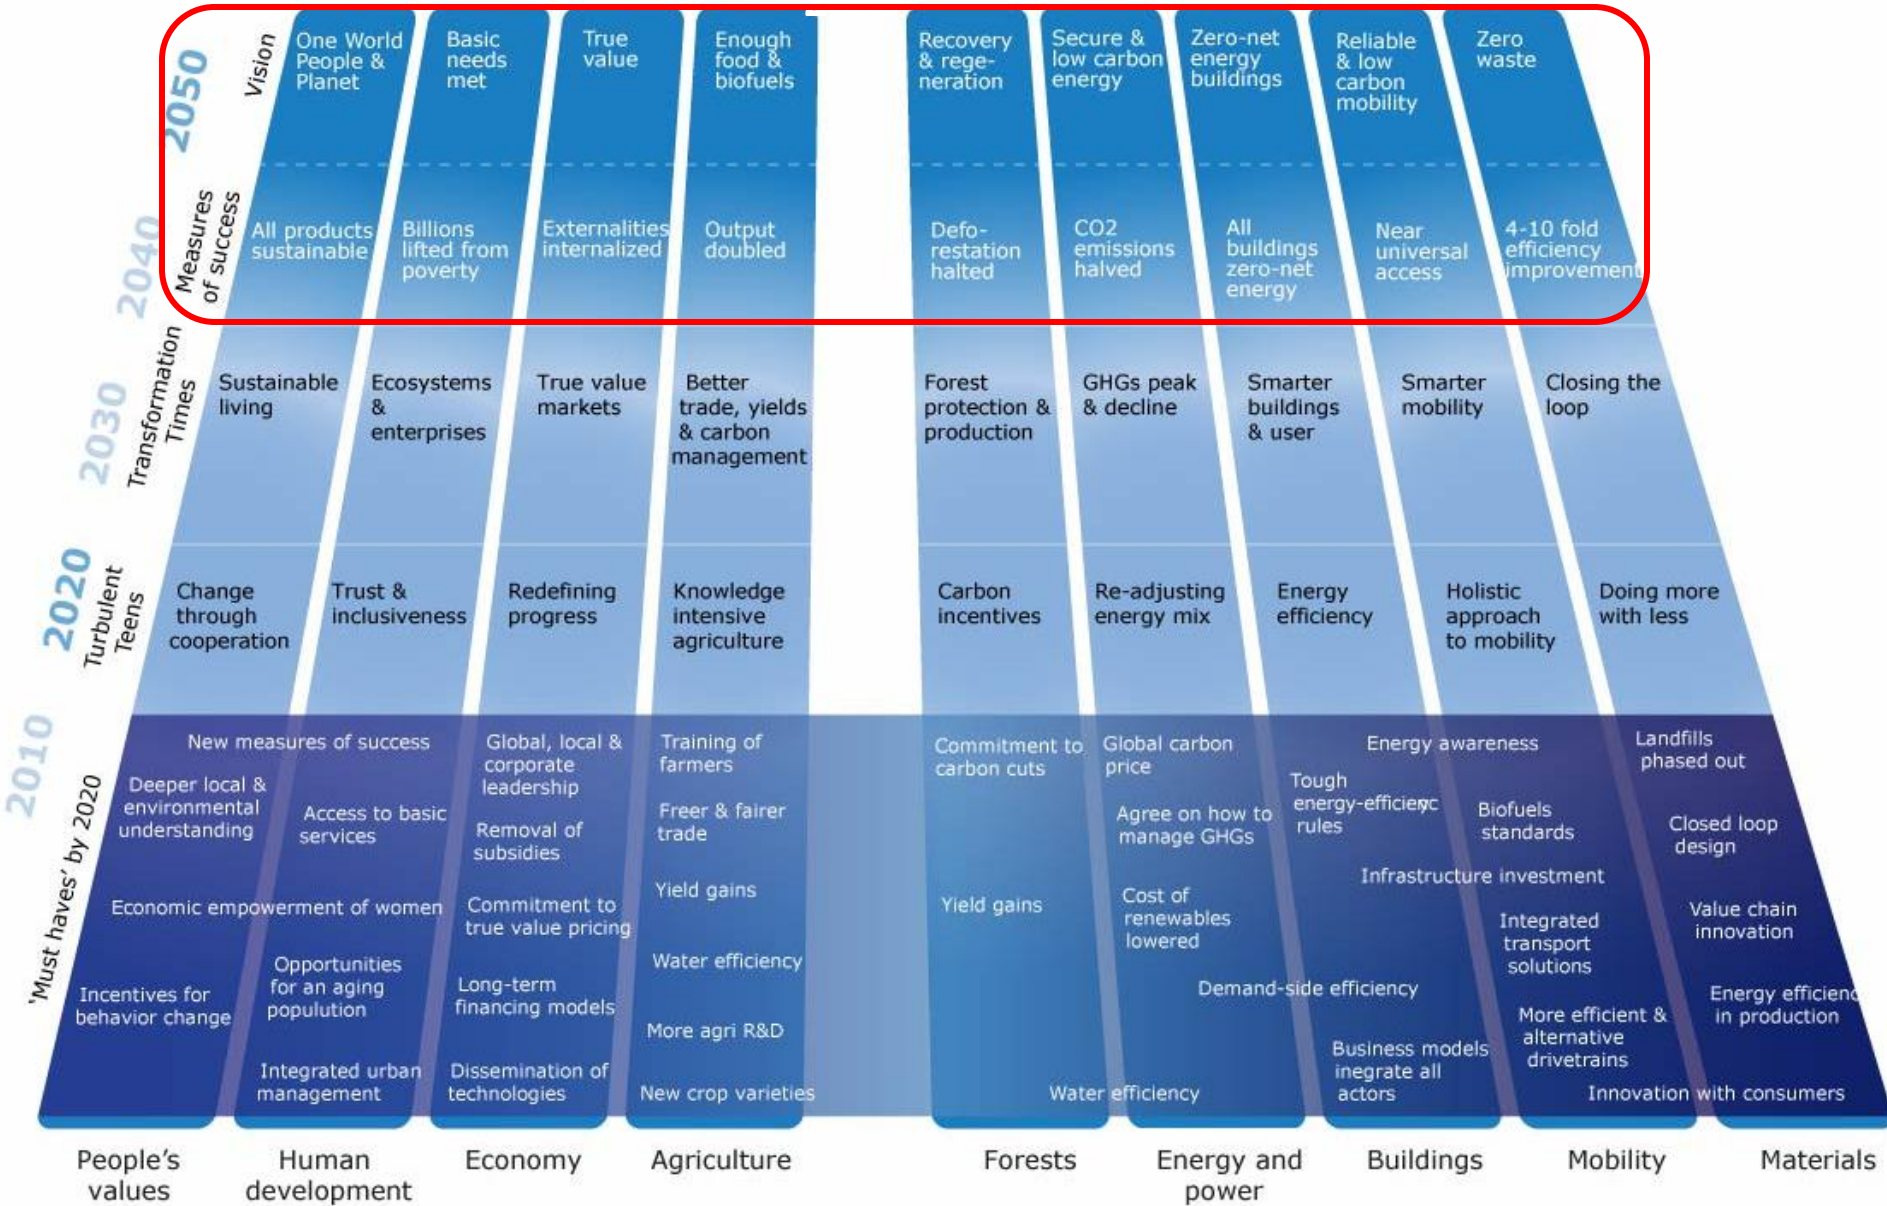 2050
Vision
One World
People &
Planet
Basic
needs
met
True
value
Enough
food &
biofuels
Recovery
& rege-
neration
Secure &
low carbon
energy
Zero-net
energy
buildings
Reliable
& low
carbon
mobility
Zero
waste
2040
Measures
of success
All products
sustainable
Billions
lifted from
poverty
Externalities
internalized
Output
doubled
Defo-
restation
halted
CO2
emissions
halved
All
buildings
zero-net
energy
Near
universal
access
4-10 fold
efficiency
improvement
2030
Transformation
Times
Sustainable
living
Ecosystems
&
enterprises
True value
markets
Better
trade, yields
& carbon
management
Forest
protection &
production
GHGs peak
& decline
Smarter
buildings
& user
Smarter
mobility
Closing the
loop
2020
Turbulent
Teens
Change
through
cooperation
Trust &
inclusiveness
Redefining
progress
Knowledge
intensive
agriculture
Carbon
incentives
Re-adjusting
energy mix
Energy
efficiency
Holistic
approach
to mobility
Doing more
with less
2010
'Must haves' by 2020
New measures of success
Deeper local &
environmental
understanding
Access to basic
services
Economic empowerment of women
Incentives for
behavior change
Opportunities
for an aging
populution
Integrated urban
management
Global, local &
corporate
leadership
Removal of
subsidies
Commitment to
true value pricing
Long-term
financing models
Dissemination of
technologies
Training of
farmers
Freer & fairer
trade
Yield gains
Water efficiency
More agri R&D
New crop varieties
Commitment to
carbon cuts
Yield gains
Water efficiency
Global carbon
price
Agree on how to
manage GHGs
Cost of
renewables
lowered
Demand-side efficiency
Energy awareness
Tough
energy-efficienyc
rules
Infrastructure investment
Business models
inegrate all
actors
Biofuels
standards
Integrated
transport
solutions
More efficient &
alternative
drivetrains
Innovation with consumers
Landfills
phased out
Closed loop
design
Value chain
innovation
Energy efficienc
in production
People's
values
Human
development
Economy
Agriculture
Forests
Energy and
power
Buildings
Mobility
Materials